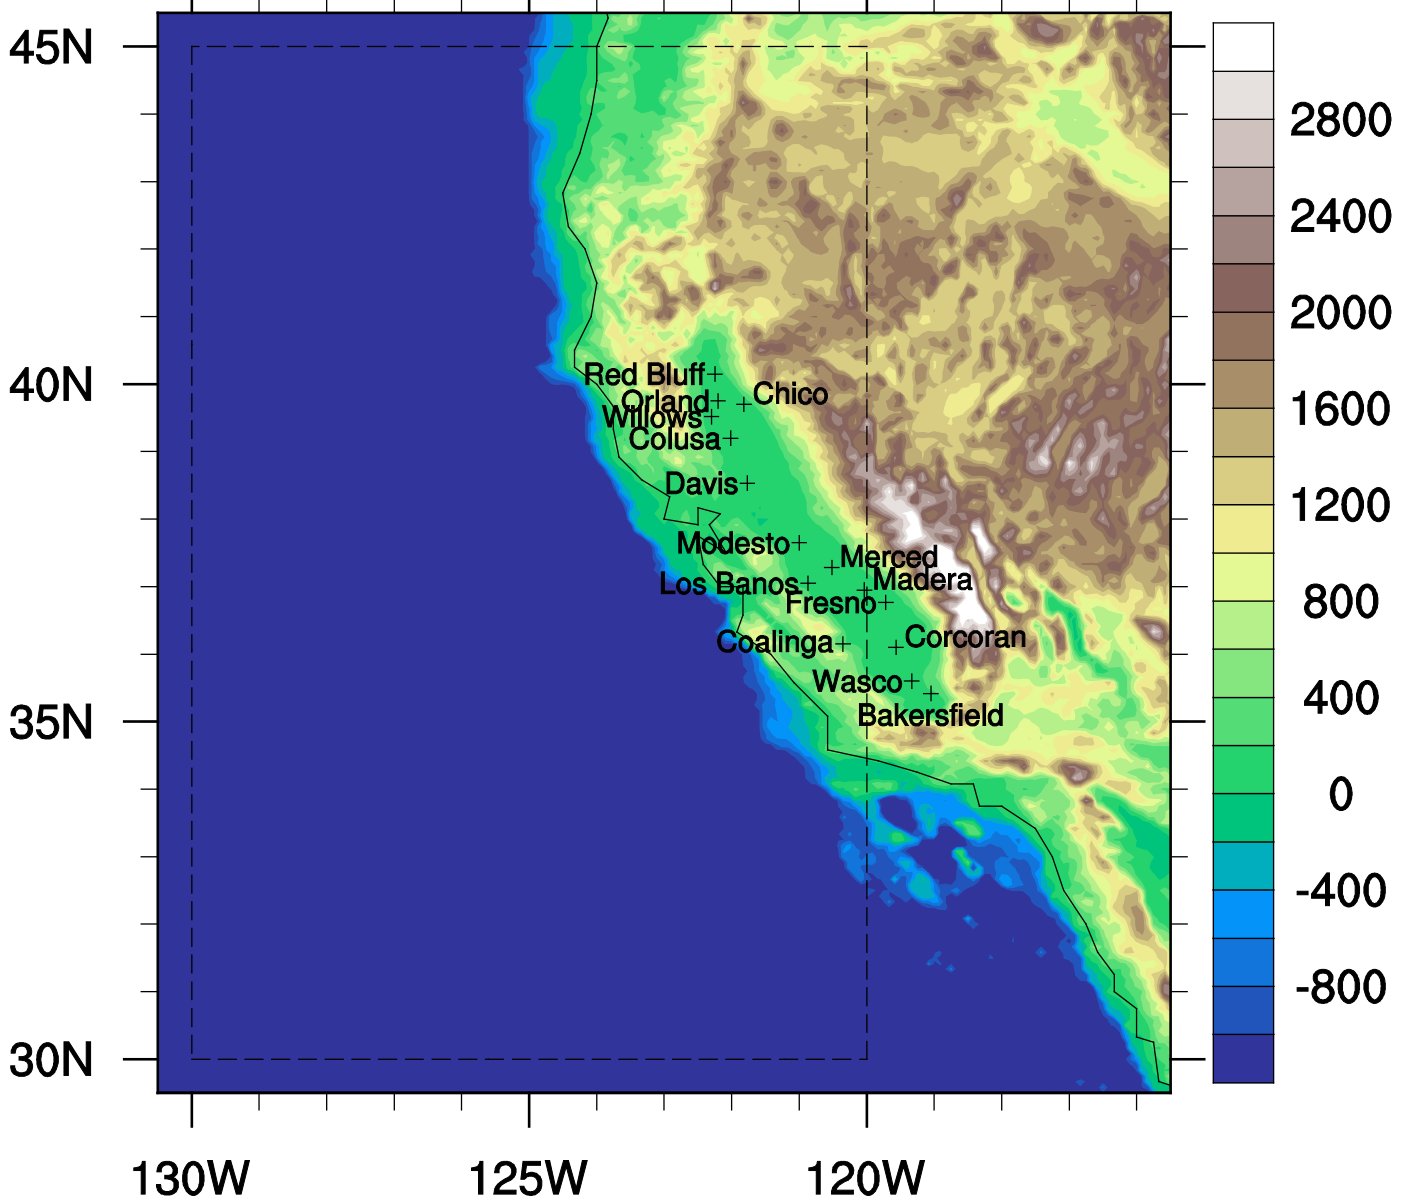 45N
40N
35N
30N
130W
125W
120W
Red Bluff
Chico
Orland
Willows
Colusa
Davis
Modesto
Merced
Los Banos
Madera
Fresno
Corcoran
Coalinga
Wasco
Bakersfield
2800
2400
2000
1600
1200
800
400
0
-400
-800